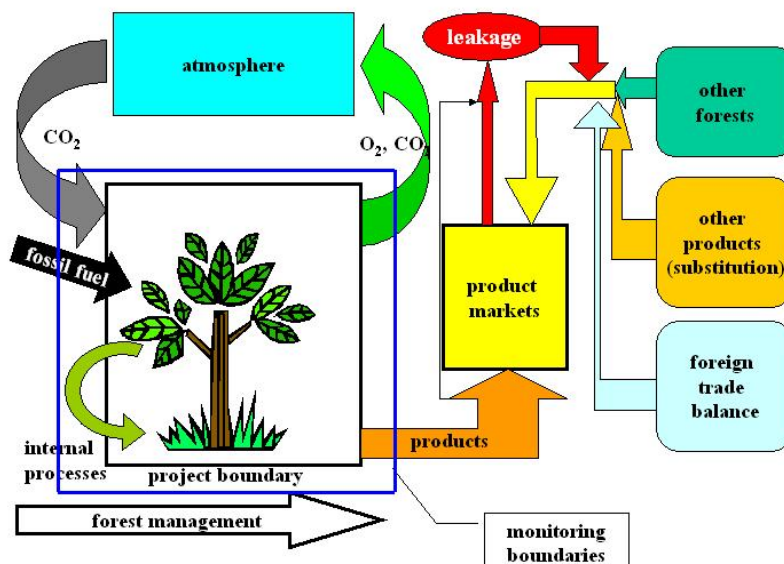 atmosphere
leakage
other
forests
CO₂
O₂, CO₂
fossil fuel
other
products
(substitution)
product
markets
foreign
trade
balance
internal
processes
products
project boundary
forest management
monitoring
boundaries